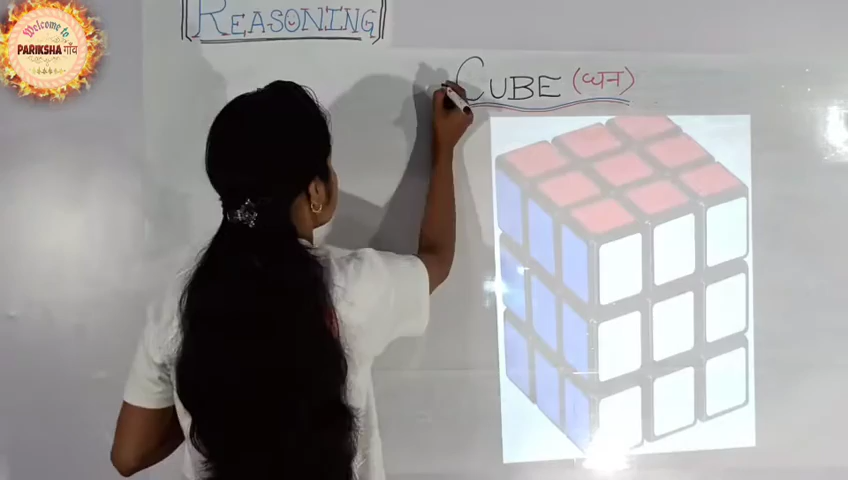 Welcome to
PARIKSHA गाँव
REASONING
CUBE (घन)